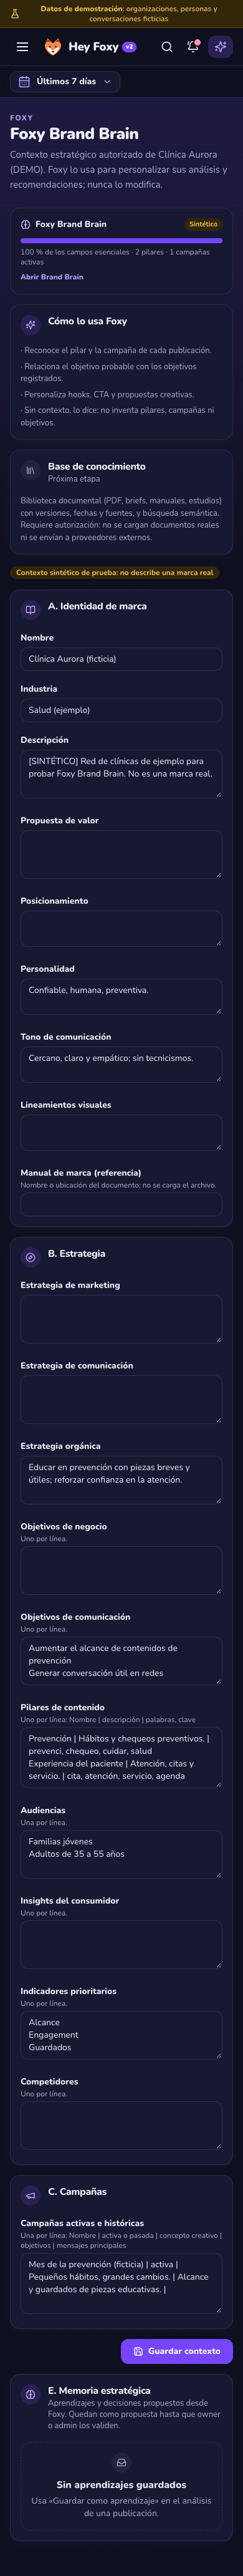 Datos de demostración: organizaciones, personas y
conversaciones ficticias
Hey Foxy v2
Últimos 7 días
FOXY
Foxy Brand Brain
Contexto estratégico autorizado de Clínica Aurora
(DEMO). Foxy lo usa para personalizar sus análisis y
recomendaciones; nunca lo modifica.
Foxy Brand Brain
Sintético
100 % de los campos esenciales · 2 pilares · 1 campañas
activas
Abrir Brand Brain
Cómo lo usa Foxy
· Reconoce el pilar y la campaña de cada publicación.
· Relaciona el objetivo probable con los objetivos
registrados.
· Personaliza hooks, CTA y propuestas creativas.
· Sin contexto, lo dice: no inventa pilares, campañas ni
objetivos.
Base de conocimiento
Próxima etapa
Biblioteca documental (PDF, briefs, manuales, estudios)
con versiones, fechas y fuentes, y búsqueda semántica.
Requiere autorización: no se cargan documentos reales
ni se envían a proveedores externos.
Contexto sintético de prueba: no describe una marca real
A. Identidad de marca
Nombre
Clínica Aurora (ficticia)
Industria
Salud (ejemplo)
Descripción
[SINTÉTICO] Red de clínicas de ejemplo para
probar Foxy Brand Brain. No es una marca real.
Propuesta de valor
Posicionamiento
Personalidad
Confiable, humana, preventiva.
Tono de comunicación
Cercano, claro y empático; sin tecnicismos.
Lineamientos visuales
Manual de marca (referencia)
Nombre o ubicación del documento; no se carga el archivo.
B. Estrategia
Estrategia de marketing
Estrategia de comunicación
Estrategia orgánica
Educar en prevención con piezas breves y
útiles; reforzar confianza en la atención.
Objetivos de negocio
Uno por línea.
Objetivos de comunicación
Uno por línea.
Aumentar el alcance de contenidos de
prevención
Generar conversación útil en redes
Pilares de contenido
Uno por línea: Nombre | descripción | palabras, clave
Prevención | Hábitos y chequeos preventivos. |
prevenci, chequeo, cuidar, salud
Experiencia del paciente | Atención, citas y
servicio. | cita, atención, servicio, agenda
Audiencias
Una por línea.
Familias jóvenes
Adultos de 35 a 55 años
Insights del consumidor
Uno por línea.
Indicadores prioritarios
Uno por línea.
Alcance
Engagement
Guardados
Competidores
Uno por línea.
C. Campañas
Campañas activas e históricas
Una por línea: Nombre | activa o pasada | concepto creativo |
objetivos | mensajes principales
Mes de la prevención (ficticia) | activa |
Pequeños hábitos, grandes cambios. | Alcance
y guardados de piezas educativas. |
Guardar contexto
E. Memoria estratégica
Aprendizajes y decisiones propuestos desde
Foxy. Quedan como propuesta hasta que owner
o admin los validen.
Sin aprendizajes guardados
Usa «Guardar como aprendizaje» en el análisis
de una publicación.